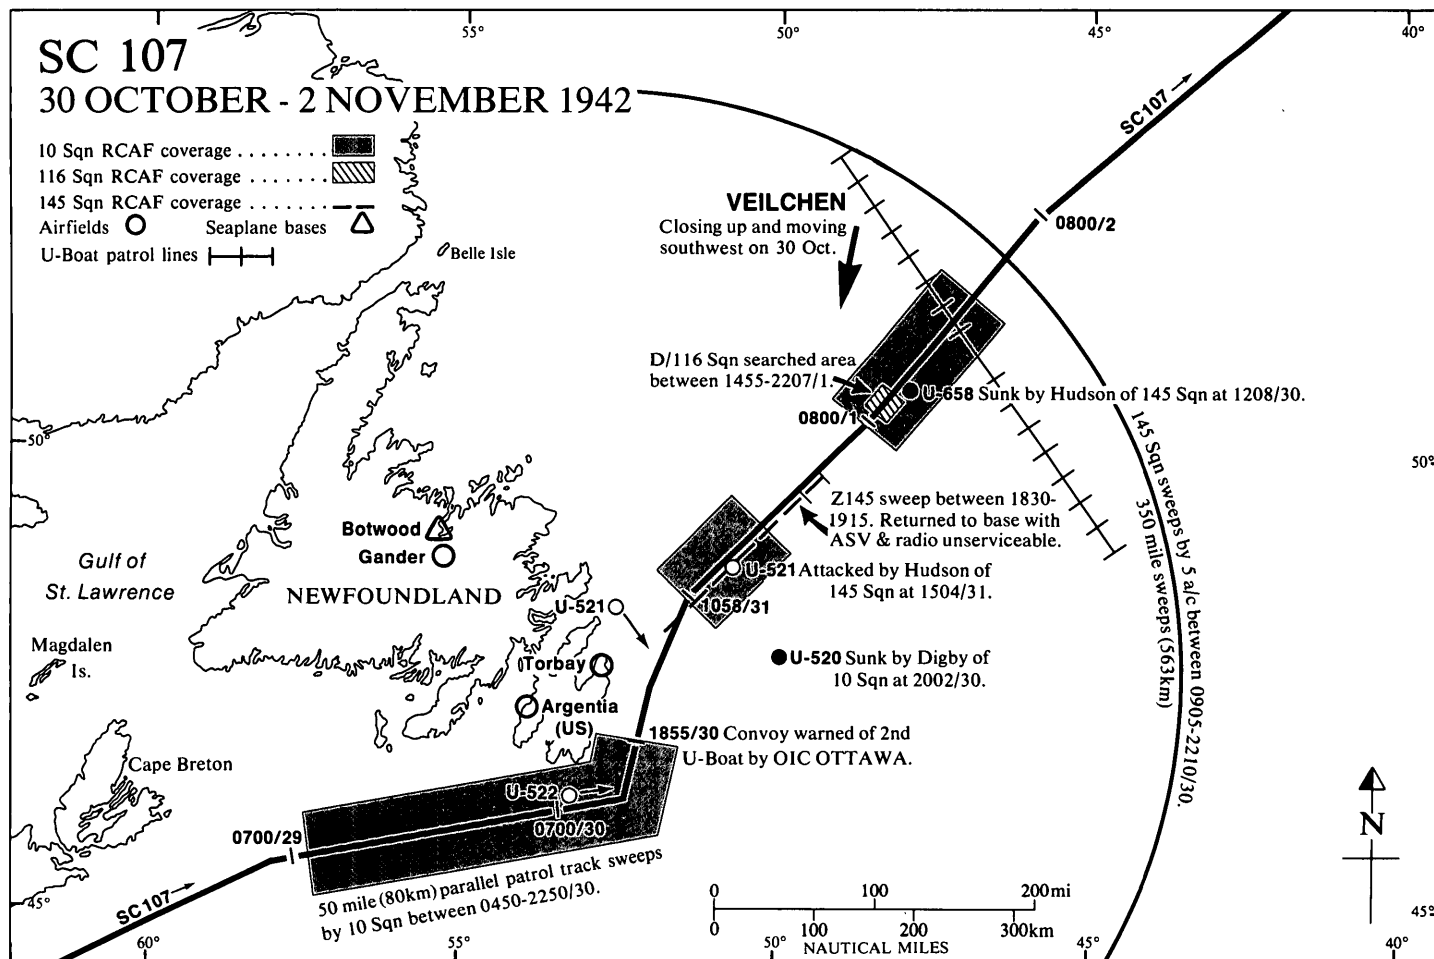 SC 107
30 OCTOBER - 2 NOVEMBER 1942
10 Sqn RCAF coverage . . . . . . . .
116 Sqn RCAF coverage . . . . . . .
145 Sqn RCAF coverage . . . . . . .
Airfields
Seaplane bases
U-Boat patrol lines
55°
50°
45°
40°
SC107
0800/2
VEILCHEN
Closing up and moving
southwest on 30 Oct.
Belle Isle
D/116 Sqn searched area
between 1455-2207/1.
0800/1
U-658 Sunk by Hudson of 145 Sqn at 1208/30.
50°
50°
145 Sqn sweeps by 5 a/c between 0905-2210/30.
350 mile sweeps (563km)
Z145 sweep between 1830-
1915. Returned to base with
ASV & radio unserviceable.
Botwood
Gander
Gulf of
St. Lawrence
NEWFOUNDLAND
U-521 Attacked by Hudson of
145 Sqn at 1504/31.
1058/31
U-521
Magdalen
Is.
Torbay
U-520 Sunk by Digby of
10 Sqn at 2002/30.
Argentia
(US)
1855/30 Convoy warned of 2nd
U-Boat by OIC OTTAWA.
Cape Breton
U-522
0700/30
0700/29
N
SC107
50 mile (80km) parallel patrol track sweeps
by 10 Sqn between 0450-2250/30.
0 100 200mi
0 100 200 300km
NAUTICAL MILES
45°
45°
60°
55°
50°
45°
40°